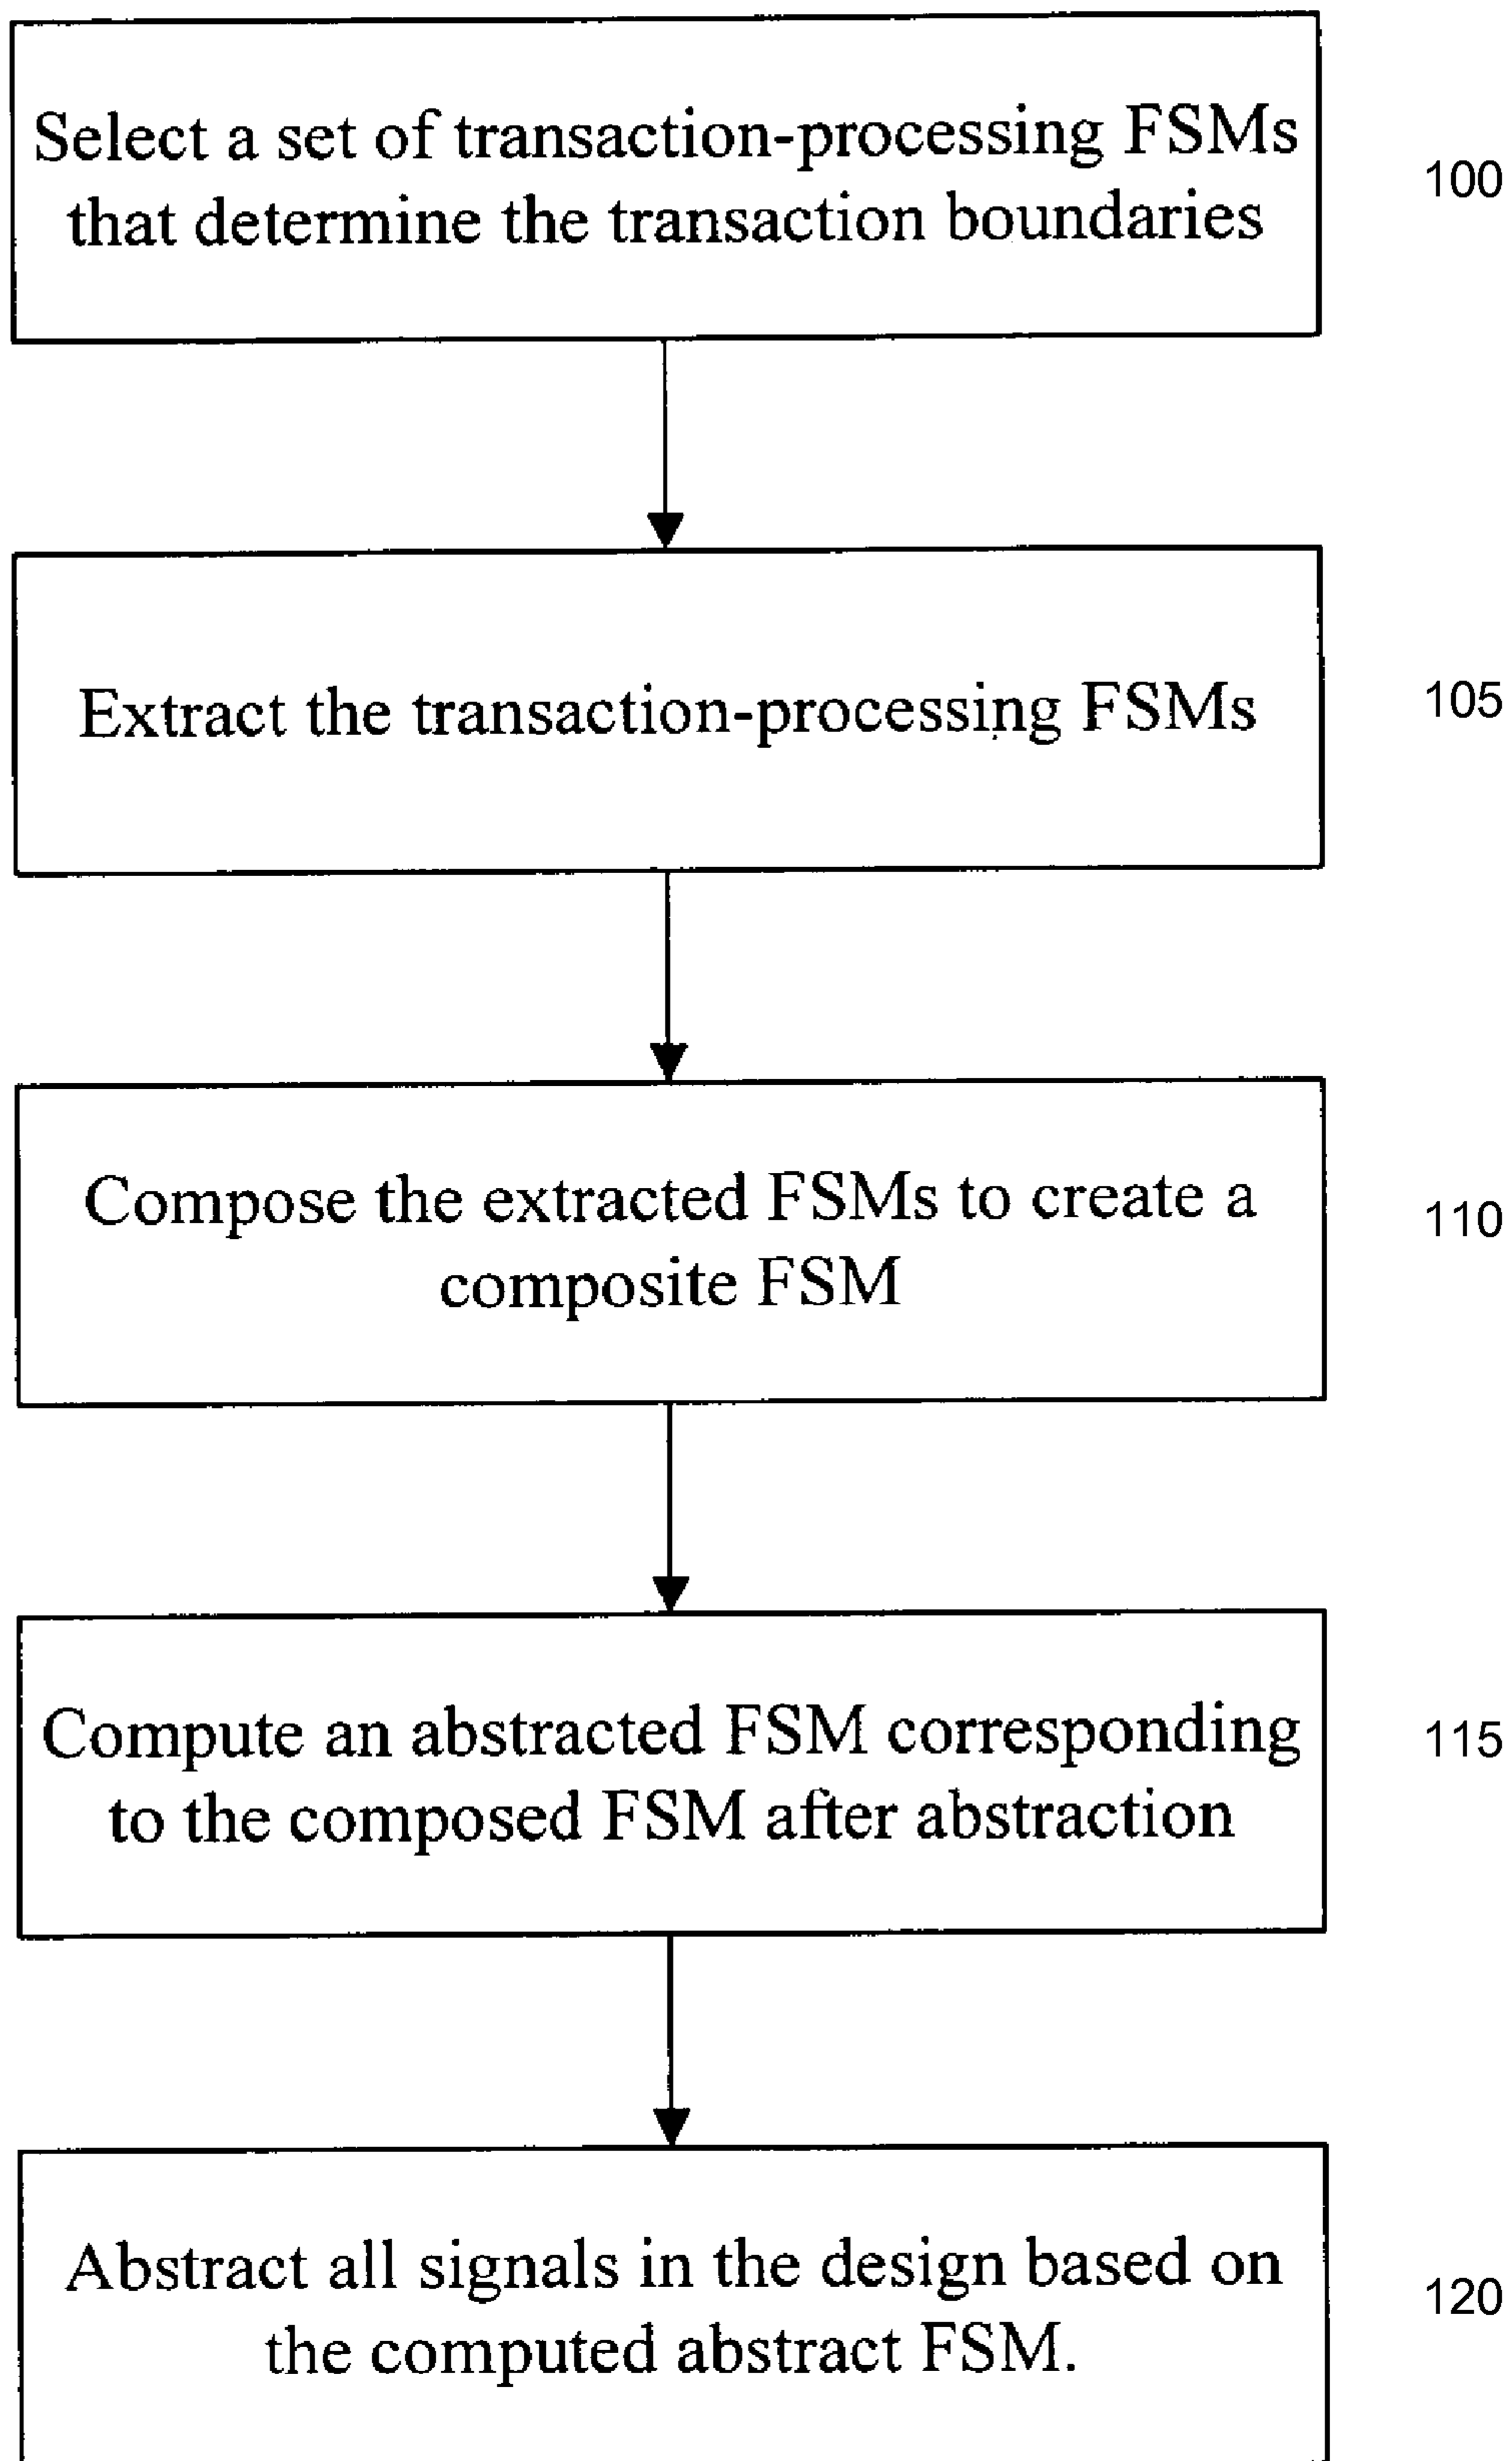 Select a set of transaction-processing FSMs
that determine the transaction boundaries
100
Extract the transaction-processing FSMs
105
Compose the extracted FSMs to create a
composite FSM
110
Compute an abstracted FSM corresponding
to the composed FSM after abstraction
115
Abstract all signals in the design based on
the computed abstract FSM.
120